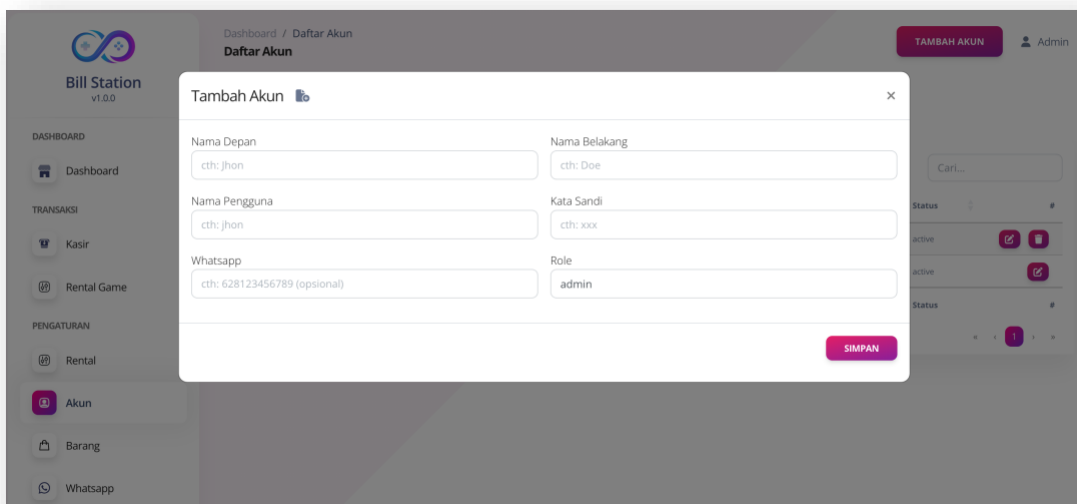 Bill Station
v1.0.0
DASHBOARD
Dashboard
TRANSAKSI
Kasir
Rental Game
PENGATURAN
Rental
Akun
Barang
Whatsapp
Dashboard / Daftar Akun
Daftar Akun
TAMBAH AKUN
Admin
Tambah Akun
×
Nama Depan
cth: Jhon
Nama Belakang
cth: Doe
Nama Pengguna
cth: jhon
Kata Sandi
cth: xxx
Whatsapp
cth: 628123456789 (opsional)
Role
admin
SIMPAN
Cari...
Status #
active
active
Status #
« ‹ 1 › »